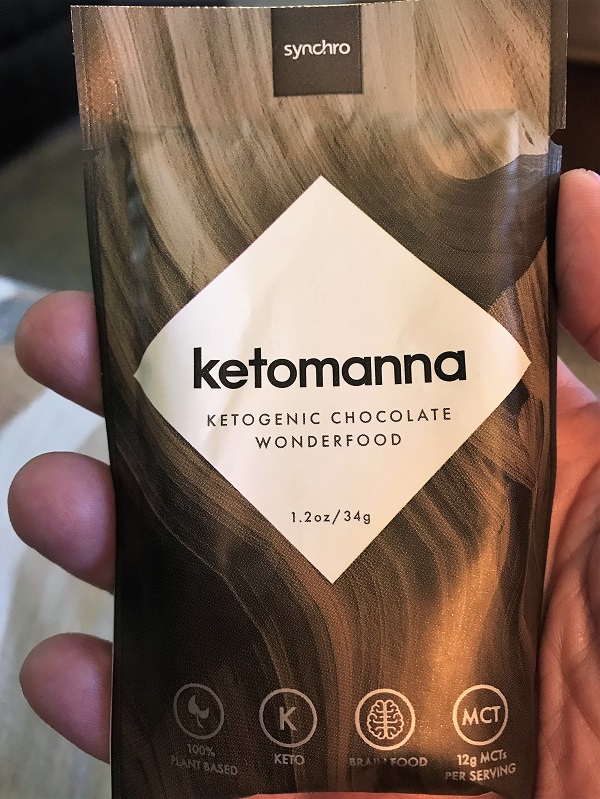 synchro
ketomanna
KETOGENIC CHOCOLATE
WONDERFOOD
1.2oz/34g
K
MCT
100%
PLANT BASED
KETO
BRAIN FOOD
12g MCTs
PER SERVING